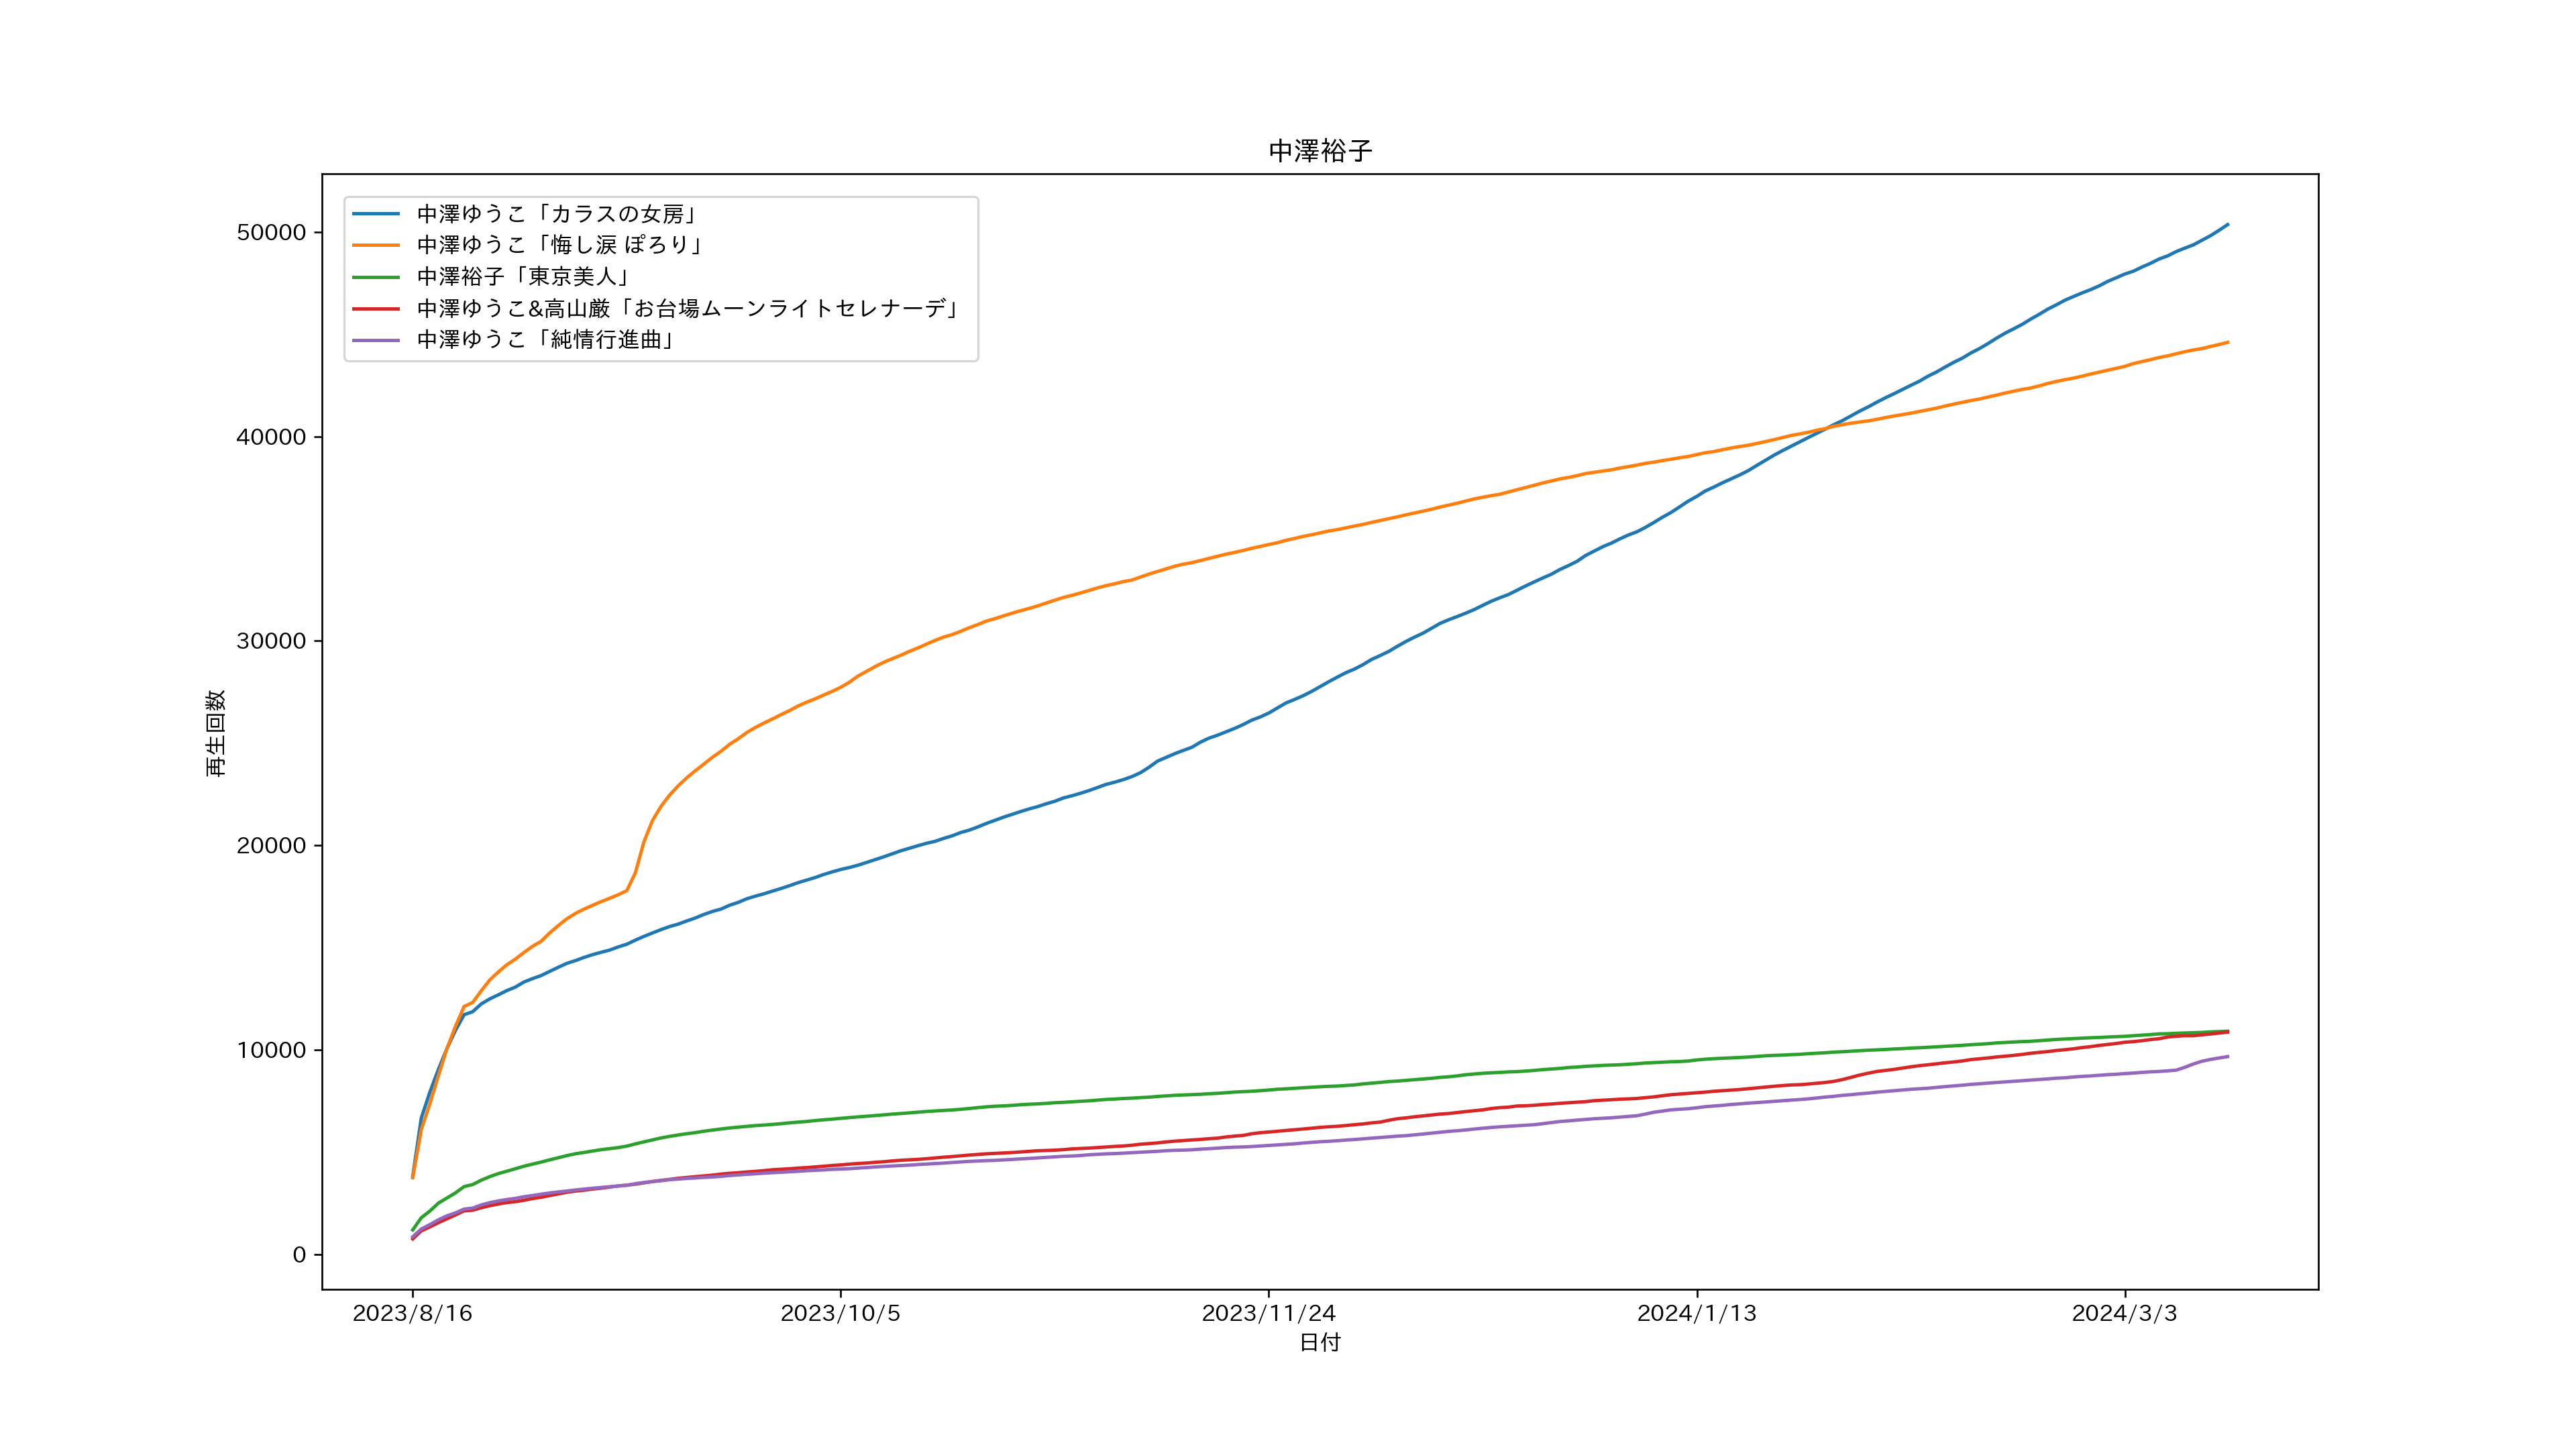 中澤裕子
中澤ゆうこ「カラスの女房」
中澤ゆうこ「悔し涙 ぽろり」
中澤裕子「東京美人」
中澤ゆうこ&高山厳「お台場ムーンライトセレナーデ」
中澤ゆうこ「純情行進曲」
再生回数
50000
40000
30000
20000
10000
0
2023/8/16
2023/10/5
2023/11/24
2024/1/13
2024/3/3
日付